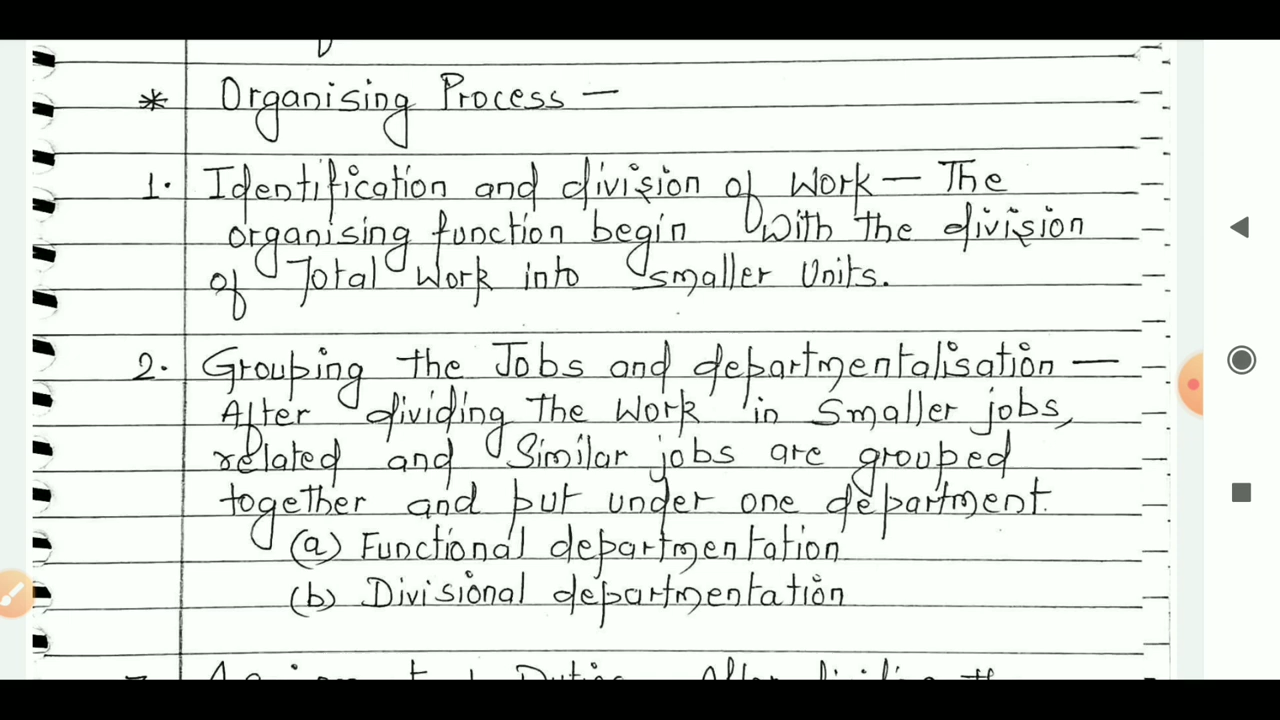 * Organising Process —
1. Identification and division of Work — The
organising function begin With the division
of Total Work into smaller Units.
2. Grouping the Jobs and departmentalisation —
After dividing the Work in Smaller jobs,
related and Similar jobs are grouped
together and put under one department.
(a) Functional departmentation
(b) Divisional departmentation